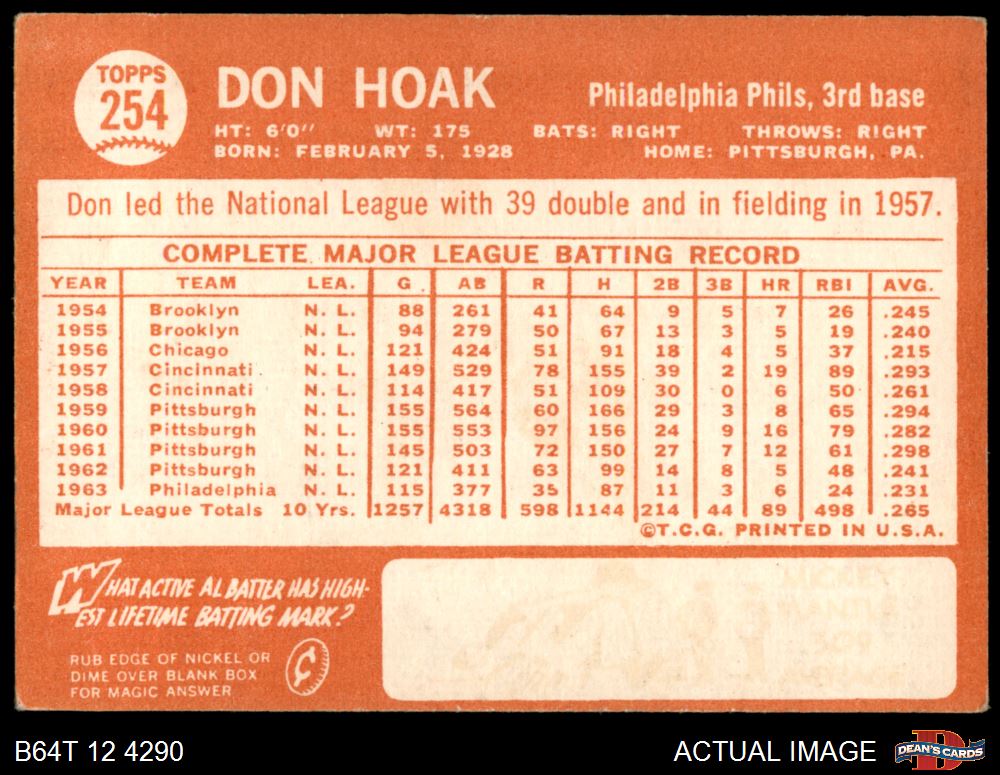 TOPPS
254
DON HOAK
Philadelphia Phils, 3rd base
HT: 6'0" WT: 175 BATS: RIGHT THROWS: RIGHT
BORN: FEBRUARY 5, 1928 HOME: PITTSBURGH, PA.
Don led the National League with 39 double and in fielding in 1957.
COMPLETE MAJOR LEAGUE BATTING RECORD
YEAR TEAM LEA. G. AB R H 2B 3B HR RBI AVG.
1954 Brooklyn N. L. 88 261 41 64 9 5 7 26 .245
1955 Brooklyn N. L. 94 279 50 67 13 3 5 19 .240
1956 Chicago N. L. 121 424 51 91 18 4 5 37 .215
1957 Cincinnati N. L. 149 529 78 155 39 2 19 89 .293
1958 Cincinnati N. L. 114 417 51 109 30 0 6 50 .261
1959 Pittsburgh N. L. 155 564 60 166 29 3 8 65 .294
1960 Pittsburgh N. L. 155 553 97 156 24 9 16 79 .282
1961 Pittsburgh N. L. 145 503 72 150 27 7 12 61 .298
1962 Pittsburgh N. L. 121 411 63 99 14 8 5 48 .241
1963 Philadelphia N. L. 115 377 35 87 11 3 6 24 .231
Major League Totals 10 Yrs. 1257 4318 598 1144 214 44 89 498 .265
©T.C.G. PRINTED IN U.S.A.
WHAT ACTIVE AL BATTER HAS HIGH-
EST LIFETIME BATTING MARK?
RUB EDGE OF NICKEL OR
DIME OVER BLANK BOX
FOR MAGIC ANSWER
B64T 12 4290
ACTUAL IMAGE
DEAN'S CARDS